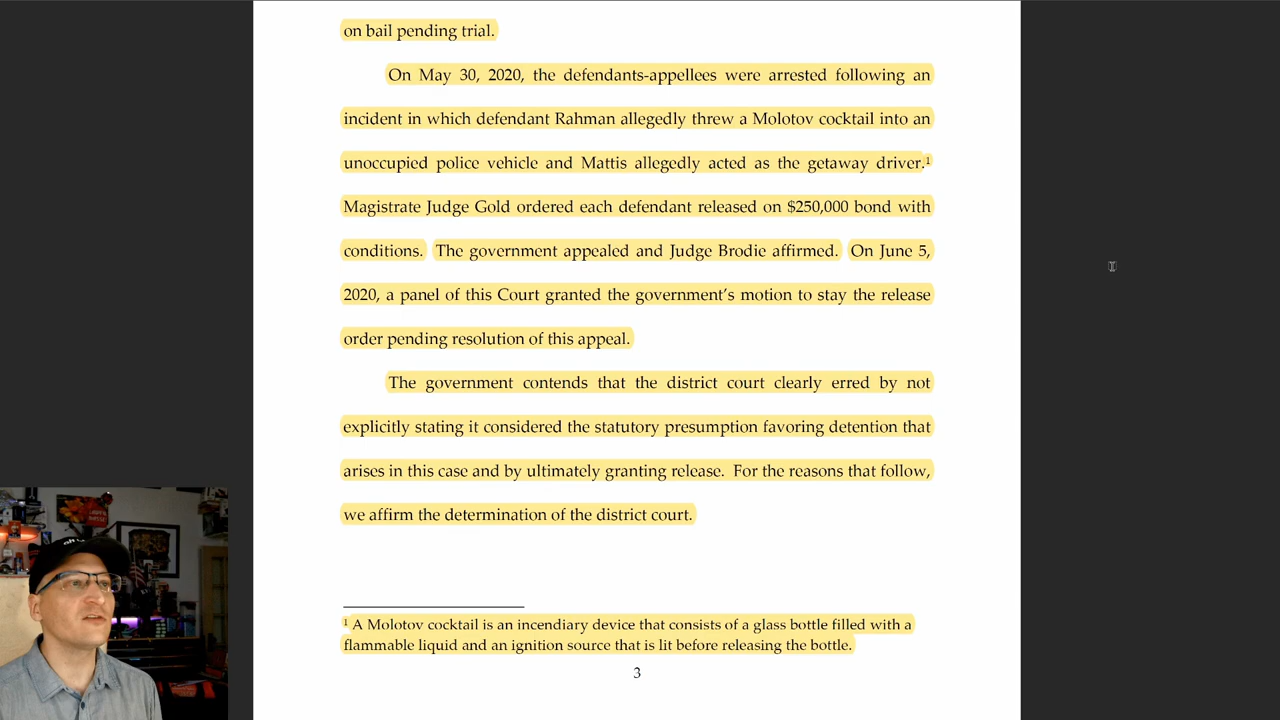 on bail pending trial.
On May 30, 2020, the defendants-appellees were arrested following an
incident in which defendant Rahman allegedly threw a Molotov cocktail into an
unoccupied police vehicle and Mattis allegedly acted as the getaway driver.¹
Magistrate Judge Gold ordered each defendant released on $250,000 bond with
conditions. The government appealed and Judge Brodie affirmed. On June 5,
2020, a panel of this Court granted the government's motion to stay the release
order pending resolution of this appeal.
The government contends that the district court clearly erred by not
explicitly stating it considered the statutory presumption favoring detention that
arises in this case and by ultimately granting release. For the reasons that follow,
we affirm the determination of the district court.
¹ A Molotov cocktail is an incendiary device that consists of a glass bottle filled with a
flammable liquid and an ignition source that is lit before releasing the bottle.
3